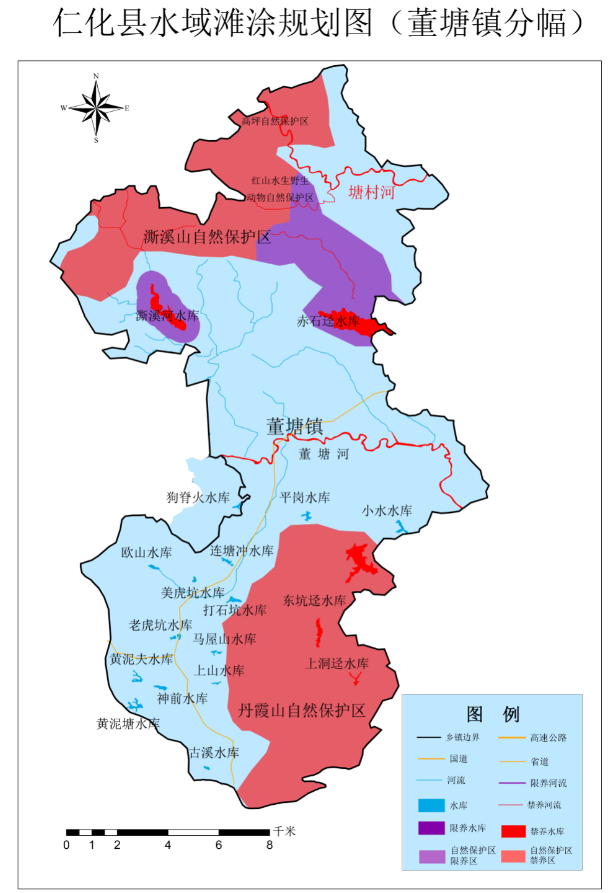 仁化县水域滩涂规划图（董塘镇分幅）
N
W
E
S
高坪自然保护区
红山水生野生
动物自然保护区
塘村河
澌溪山自然保护区
澌溪河水库
赤石迳水库
董塘镇
董塘河
狗脊火水库
平岗水库
小水水库
欧山水库
连塘冲水库
美虎坑水库
打石坑水库
东坑迳水库
老虎坑水库
马屋山水库
黄泥夫水库
上山水库
上洞迳水库
神前水库
黄泥塘水库
丹霞山自然保护区
古溪水库
图 例
乡镇边界
高速公路
国道
省道
河流
限养河流
水库
禁养河流
限养水库
禁养水库
自然保护区
限养区
自然保护区
禁养区
千米
0 1 2 4 6 8